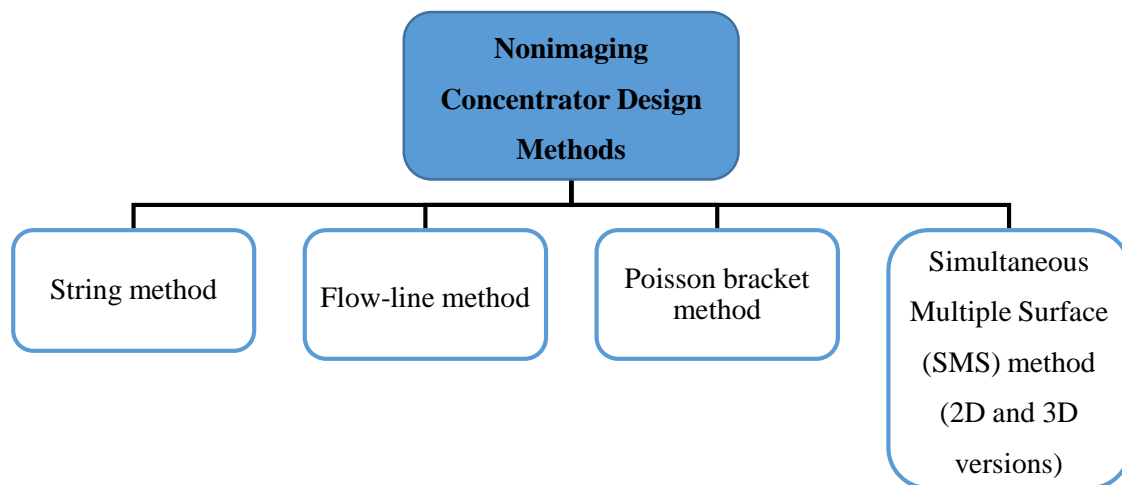 Nonimaging
Concentrator Design
Methods
String method
Flow-line method
Poisson bracket
method
Simultaneous
Multiple Surface
(SMS) method
(2D and 3D
versions)